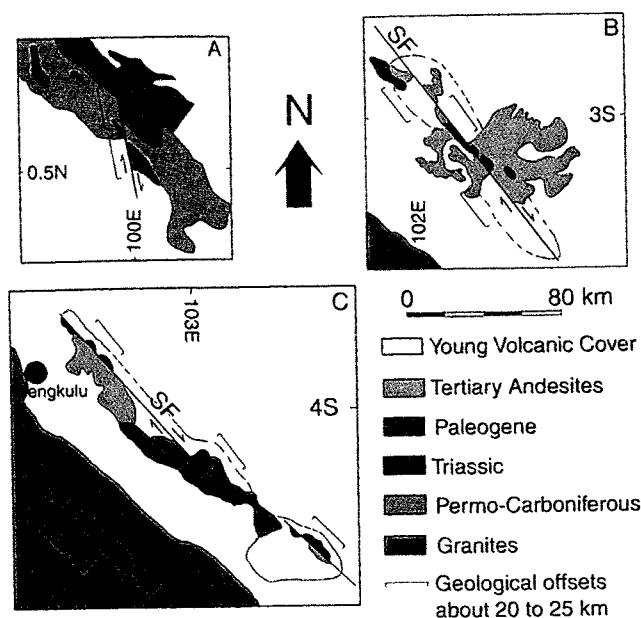 A
0.5N
100E
N
B
SF
3S
102E
C
103E
engkulu
SF
4S
0 80 km
Young Volcanic Cover
Tertiary Andesites
Paleogene
Triassic
Permo-Carboniferous
Granites
Geological offsets
about 20 to 25 km